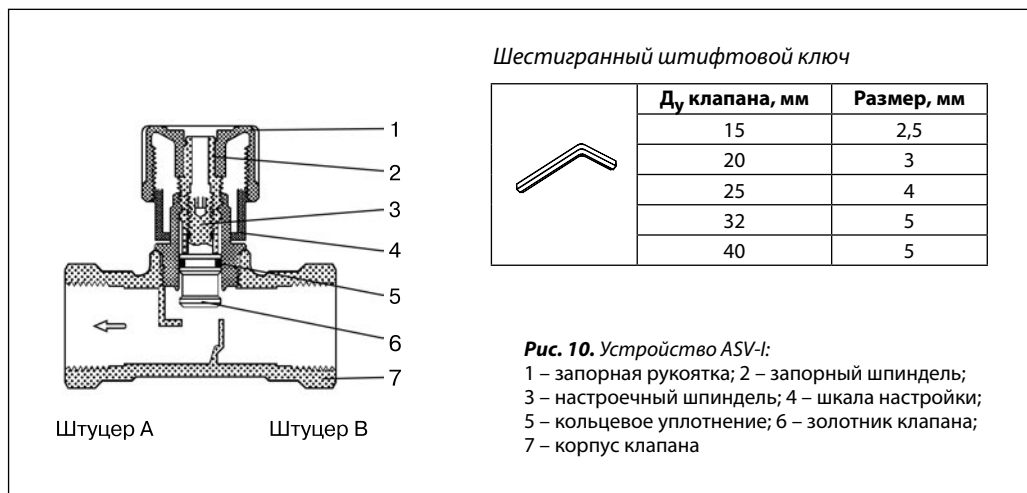 Шестигранный штифтовой ключ
Ду клапана, мм Размер, мм
15 2,5
20 3
25 4
32 5
40 5
1
2
3
4
5
6
7
Штуцер А Штуцер В
Рис. 10. Устройство ASV-I:
1 – запорная рукоятка; 2 – запорный шпиндель;
3 – настроечный шпиндель; 4 – шкала настройки;
5 – кольцевое уплотнение; 6 – золотник клапана;
7 – корпус клапана